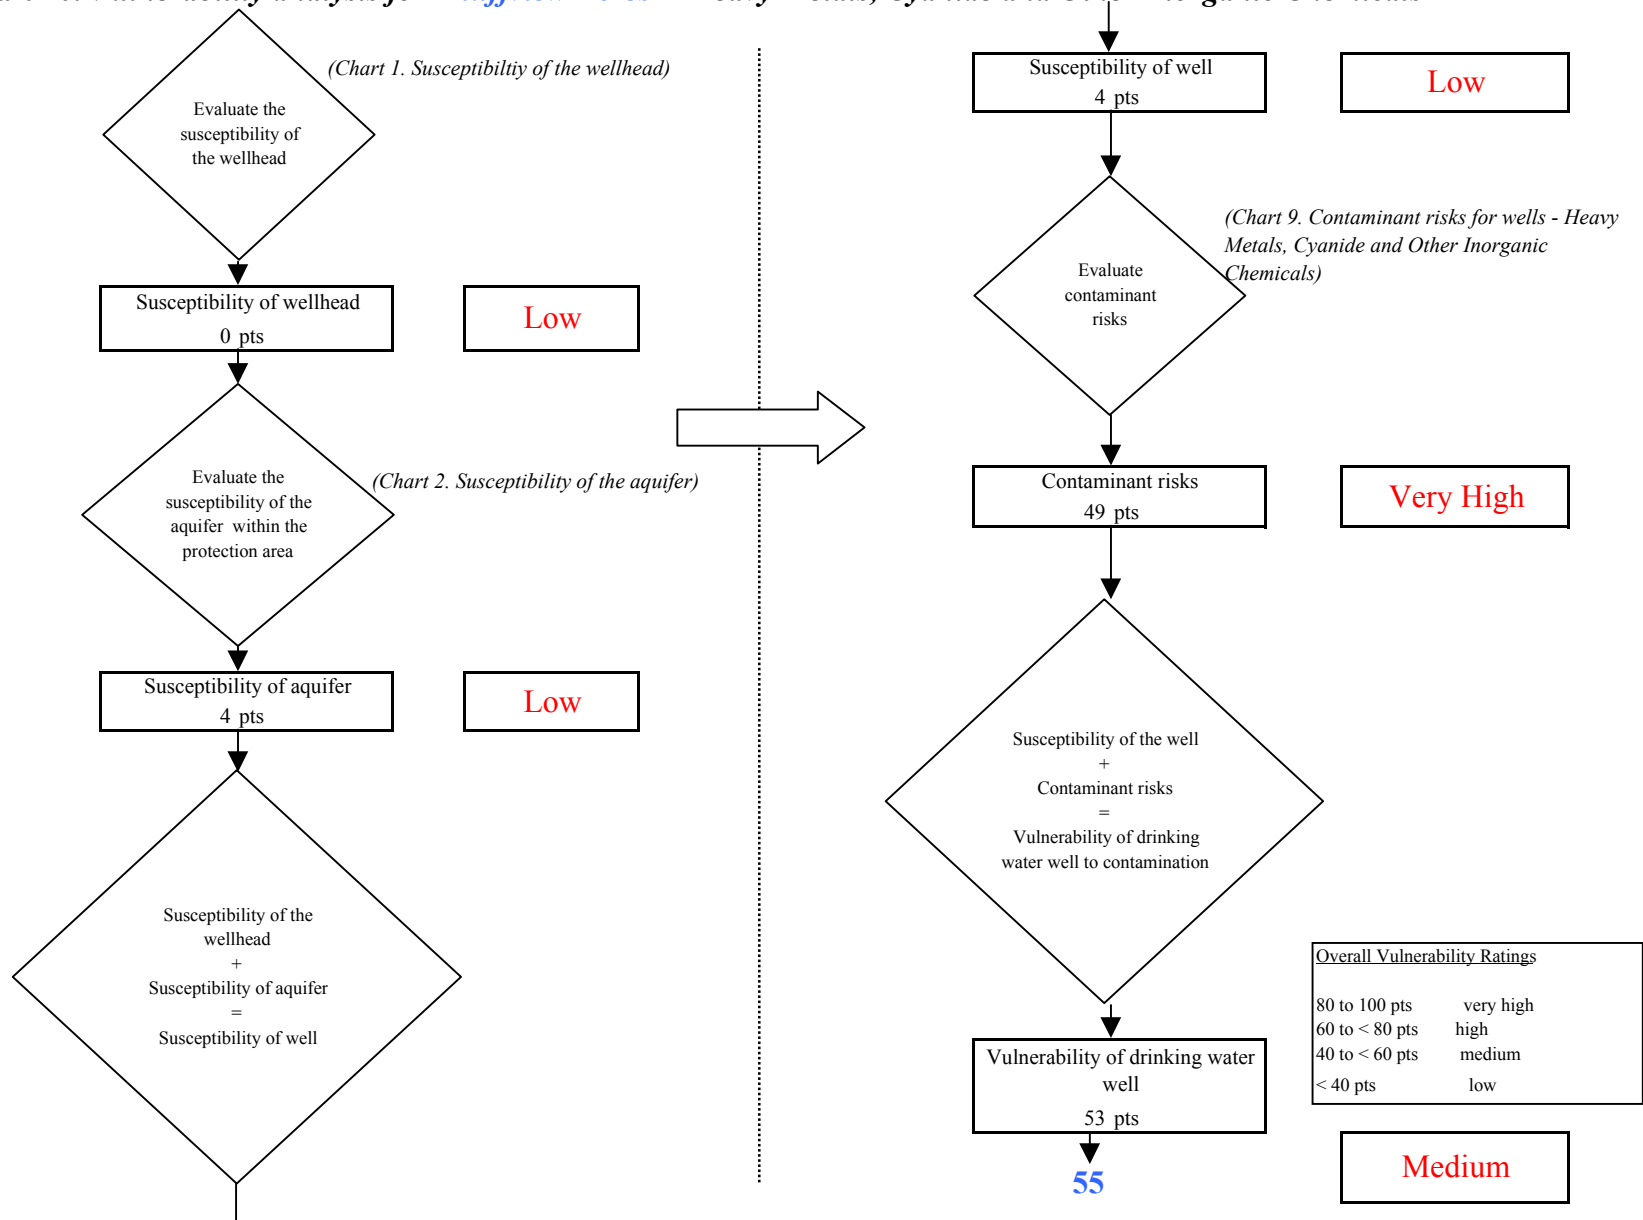 (Chart 1. Susceptibiltiy of the wellhead)
Evaluate the
susceptibility of
the wellhead
Susceptibility of wellhead
0 pts
Low
Evaluate the
susceptibility of the
aquifer within the
protection area
(Chart 2. Susceptibility of the aquifer)
Susceptibility of aquifer
4 pts
Low
Susceptibility of the
wellhead
+
Susceptibility of aquifer
=
Susceptibility of well
Susceptibility of well
4 pts
Low
(Chart 9. Contaminant risks for wells - Heavy
Metals, Cyanide and Other Inorganic
Chemicals)
Evaluate
contaminant
risks
Contaminant risks
49 pts
Very High
Susceptibility of the well
+
Contaminant risks
=
Vulnerability of drinking
water well to contamination
Overall Vulnerability Ratings
80 to 100 pts very high
60 to < 80 pts high
40 to < 60 pts medium
< 40 pts low
Vulnerability of drinking water
well
53 pts
55
Medium